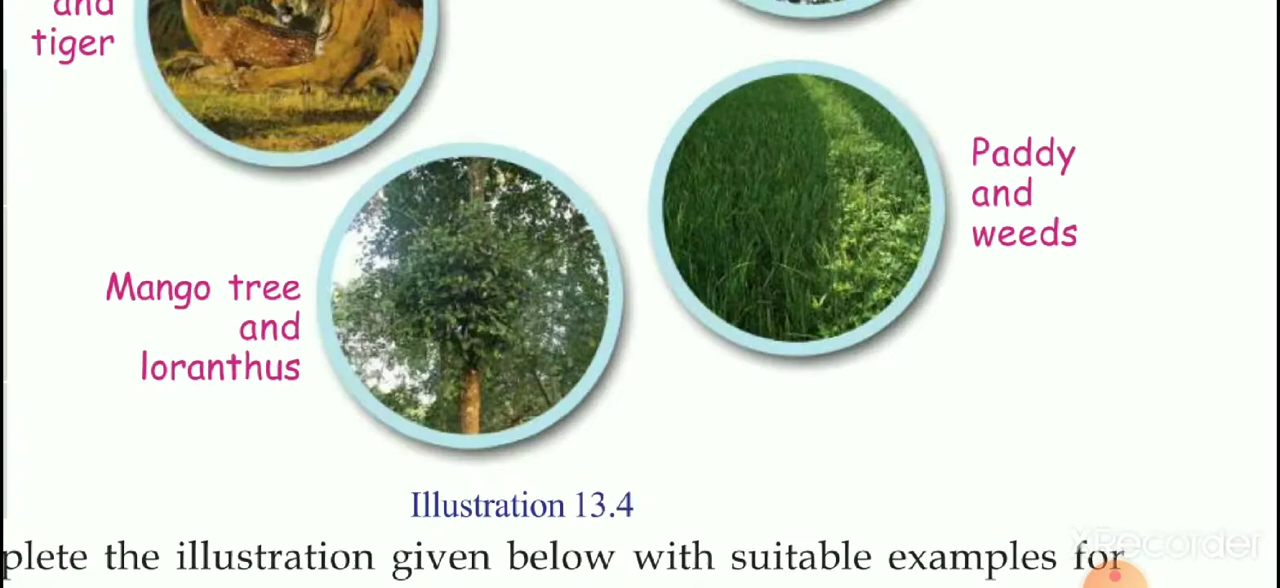 and
tiger
Paddy
and
weeds
Mango tree
and
loranthus
Illustration 13.4
plete the illustration given below with suitable examples for
XRecorder